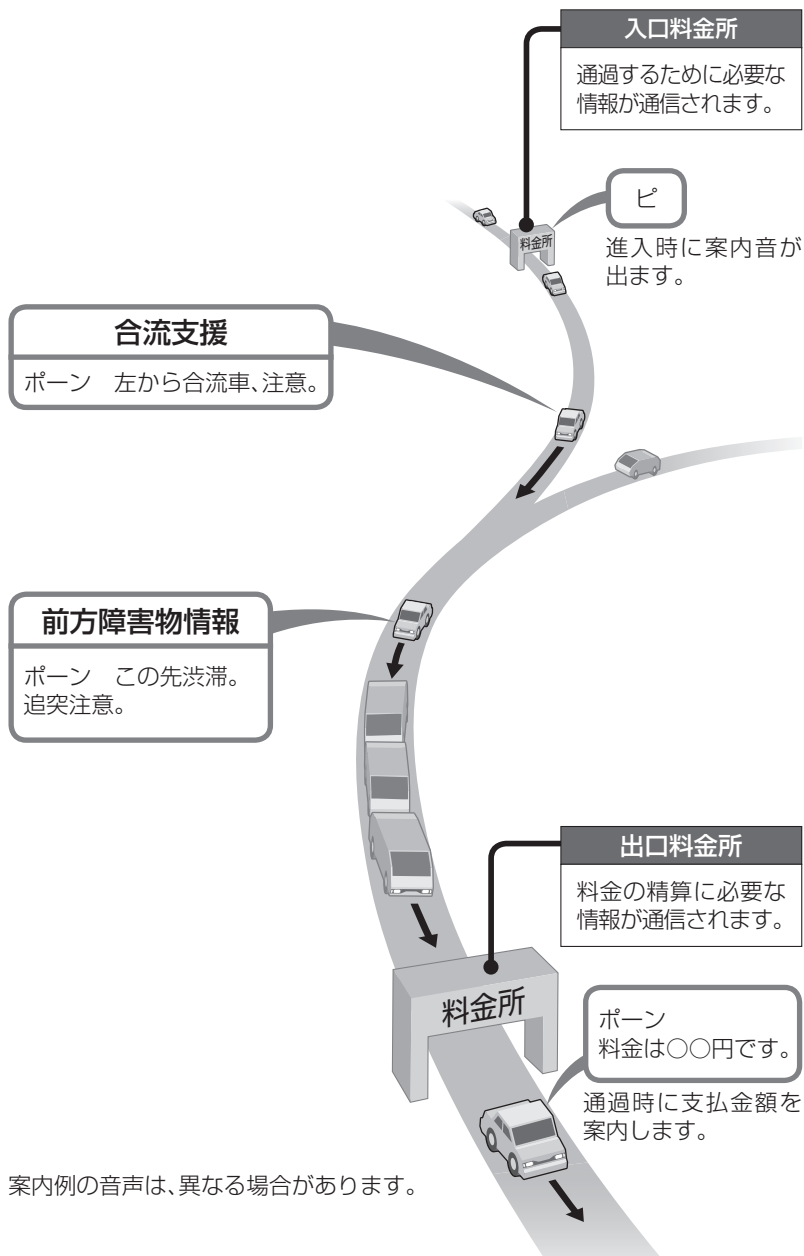 入口料金所
通過するために必要な
情報が通信されます。
料金所
ピ
進入時に案内音が
出ます。
合流支援
ポーン　左から合流車、注意。
前方障害物情報
ポーン　この先渋滞。
追突注意。
出口料金所
料金の精算に必要な
情報が通信されます。
料金所
ポーン
料金は○○円です。
通過時に支払金額を
案内します。
案内例の音声は、異なる場合があります。